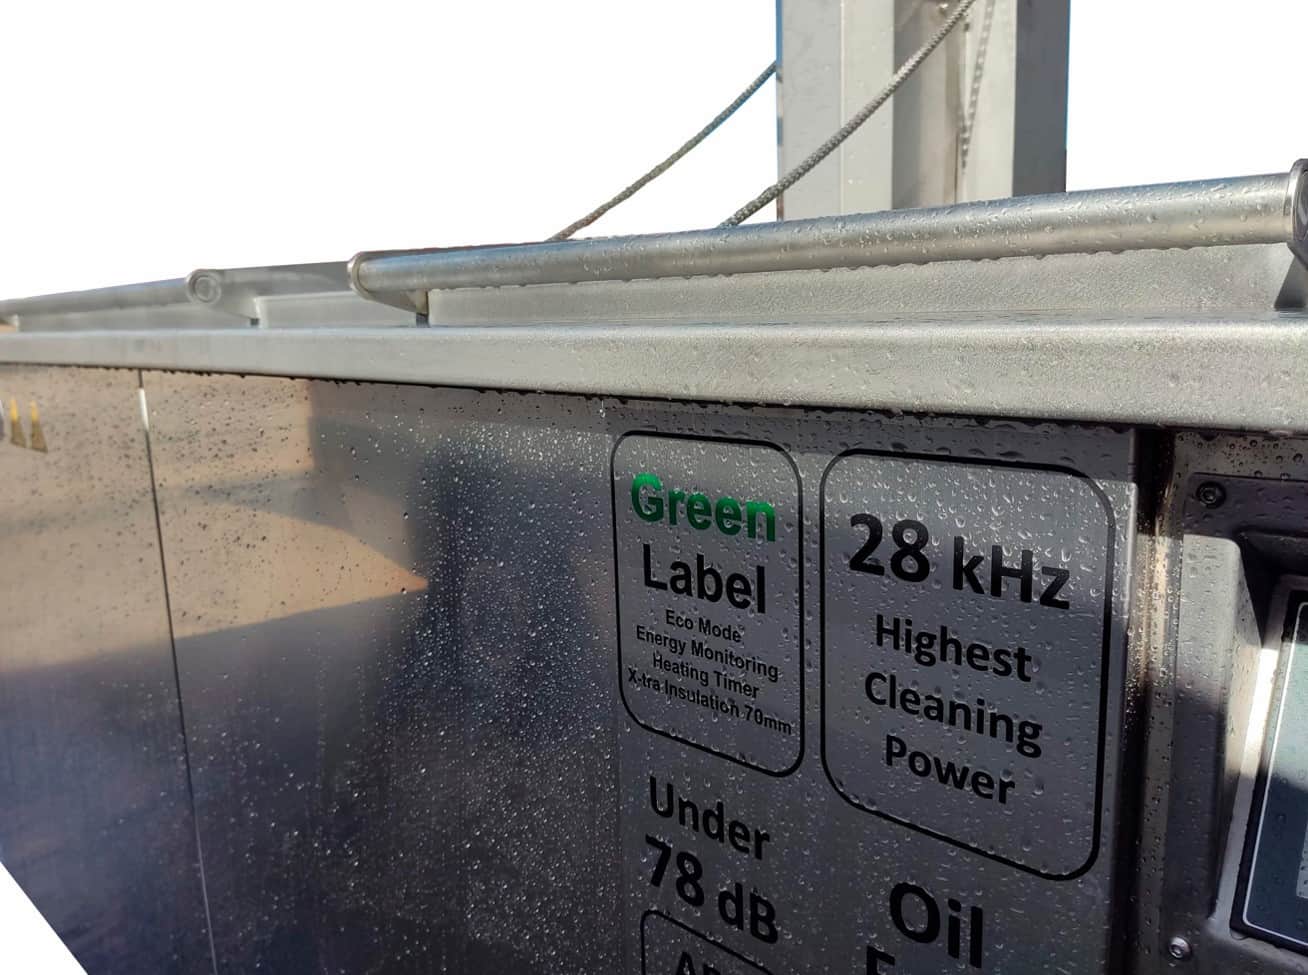 Green
Label
Eco Mode
Energy Monitoring
Heating Timer
X-tra Insulation 70mm
28 kHz
Highest
Cleaning
Power
Under
78 dB
Oil